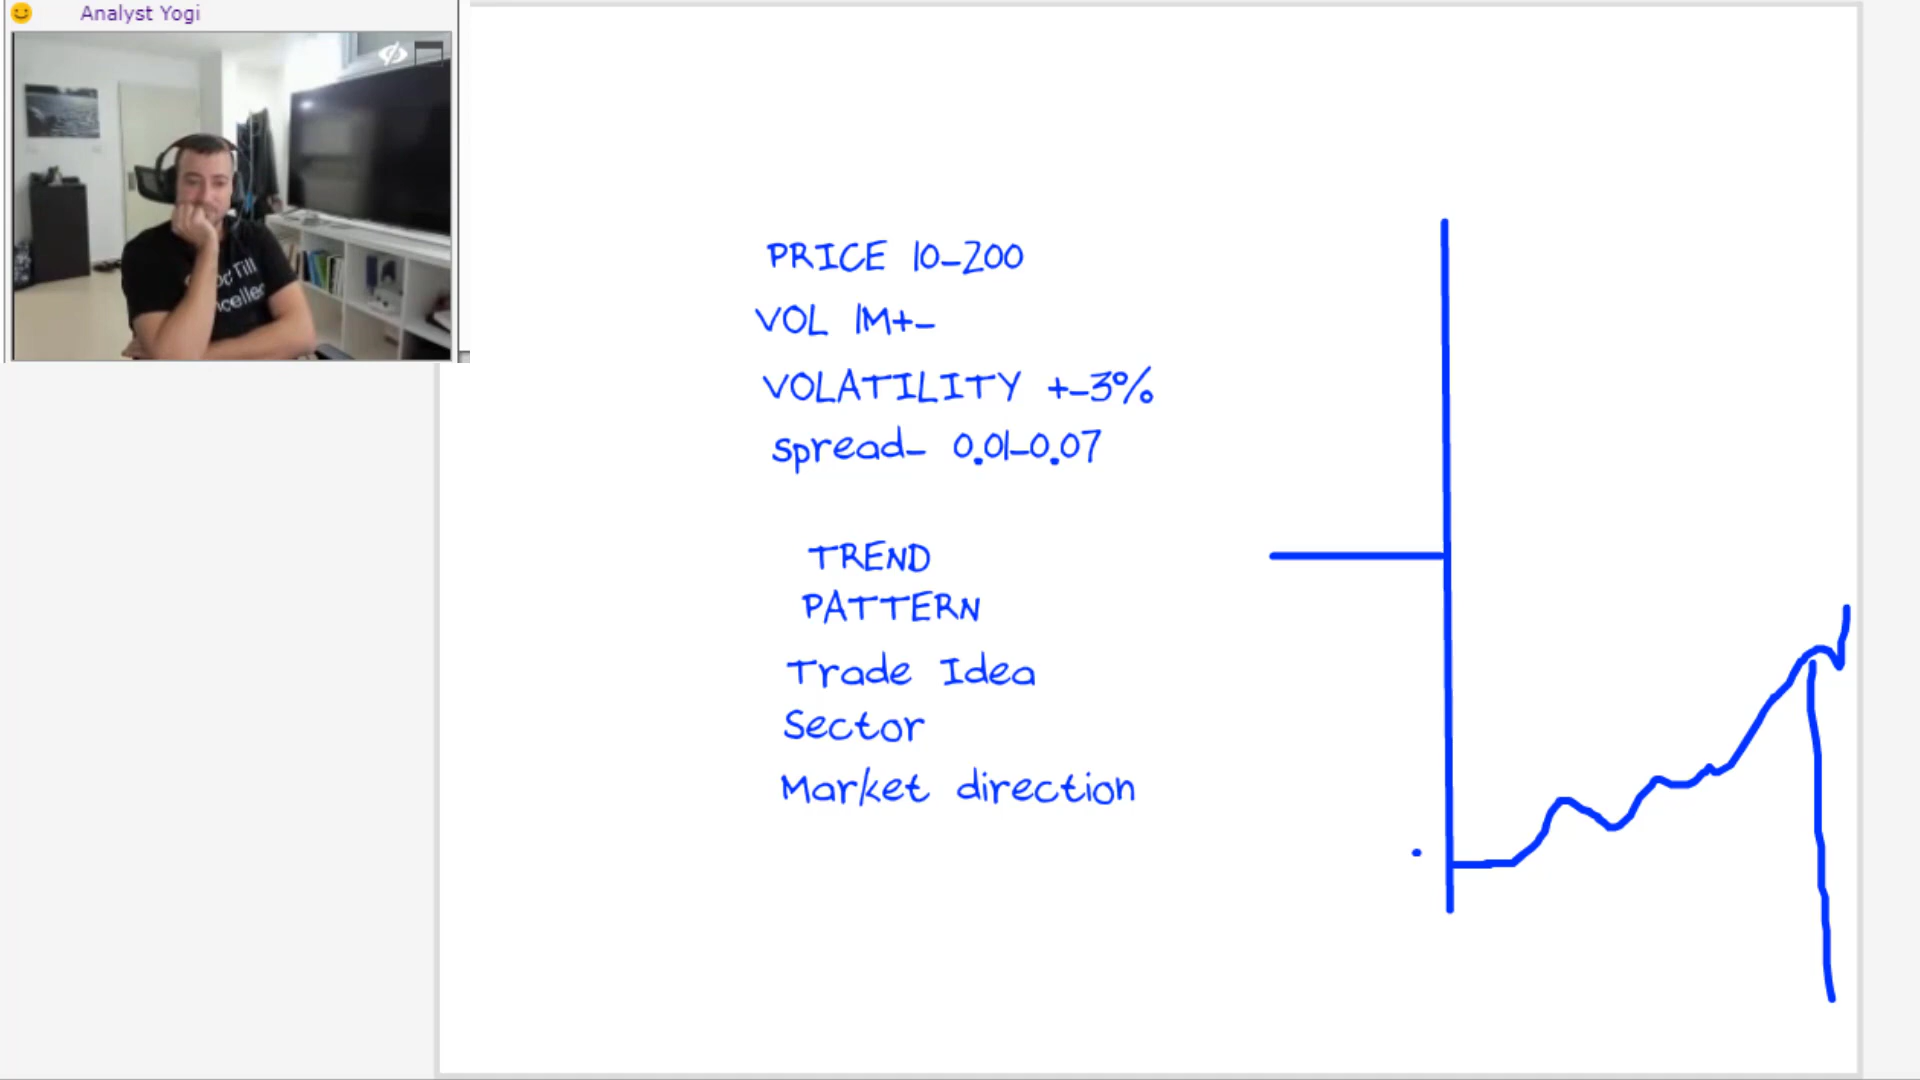 Analyst Yogi
Till
PRICE 10-200
VOL 1M+-
VOLATILITY +-3%
spread- 0.01-0.07
TREND
PATTERN
Trade Idea
Sector
Market direction